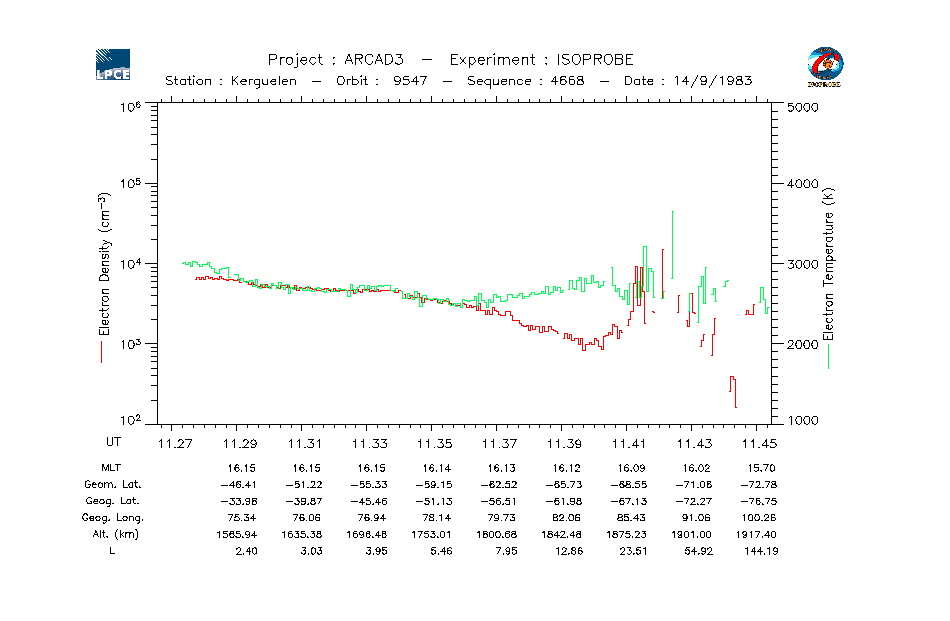 LPCE
Project : ARCAD3 — Experiment : ISOPROBE
ISOPROBE
Station : Kerguelen — Orbit : 9547 — Sequence : 4668 — Date : 14/9/1983
10^6 5000
10^5 4000
10^4 3000
10^3 2000
10^2 1000
Electron Density (cm^-3)
Electron Temperature (K)
UT 11.27 11.29 11.31 11.33 11.35 11.37 11.39 11.41 11.43 11.45
MLT 16.15 16.15 16.15 16.14 16.13 16.12 16.09 16.02 15.70
Geom. Lat. -46.41 -51.22 -55.33 -59.15 -62.52 -65.73 -68.55 -71.08 -72.78
Geog. Lat. -33.98 -39.87 -45.46 -51.13 -56.51 -61.98 -67.13 -72.27 -76.75
Geog. Long. 75.34 76.06 76.94 78.14 79.73 82.06 85.43 91.06 100.26
Alt. (km) 1565.94 1635.38 1696.48 1753.01 1800.68 1842.48 1875.23 1901.00 1917.40
L 2.40 3.03 3.95 5.46 7.95 12.86 23.51 54.92 144.19